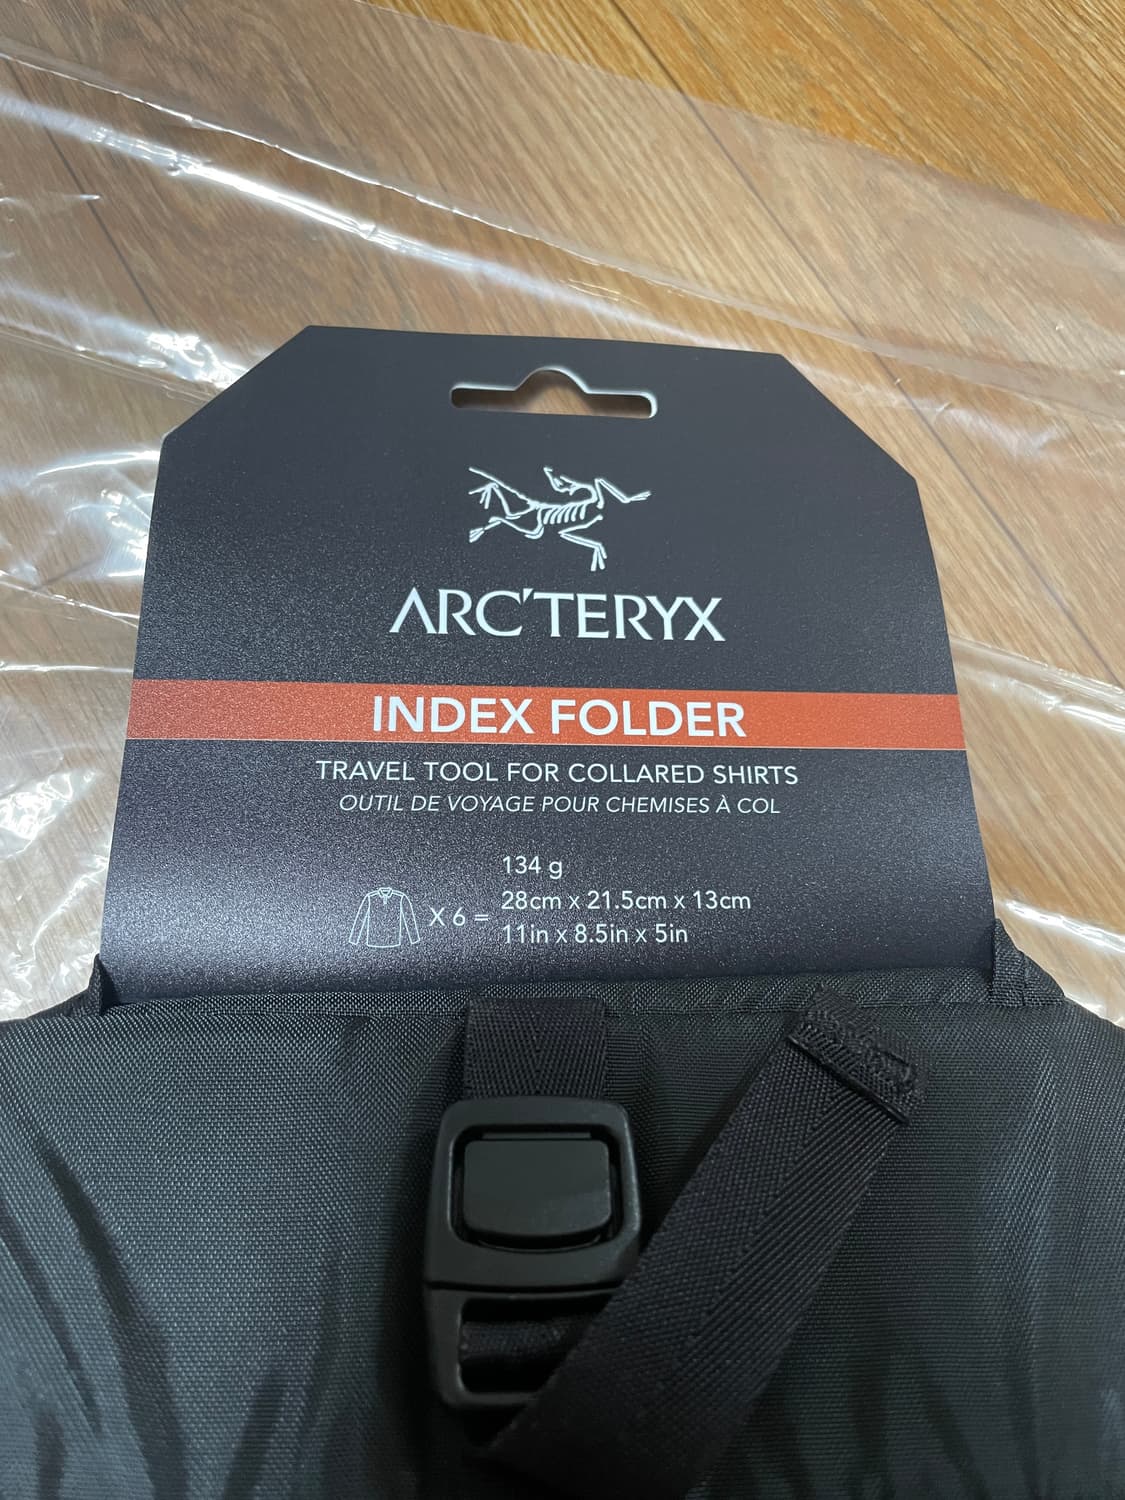 ARC'TERYX
INDEX FOLDER
TRAVEL TOOL FOR COLLARED SHIRTS
OUTIL DE VOYAGE POUR CHEMISES À COL
134 g
X 6 = 28cm x 21.5cm x 13cm
11in x 8.5in x 5in